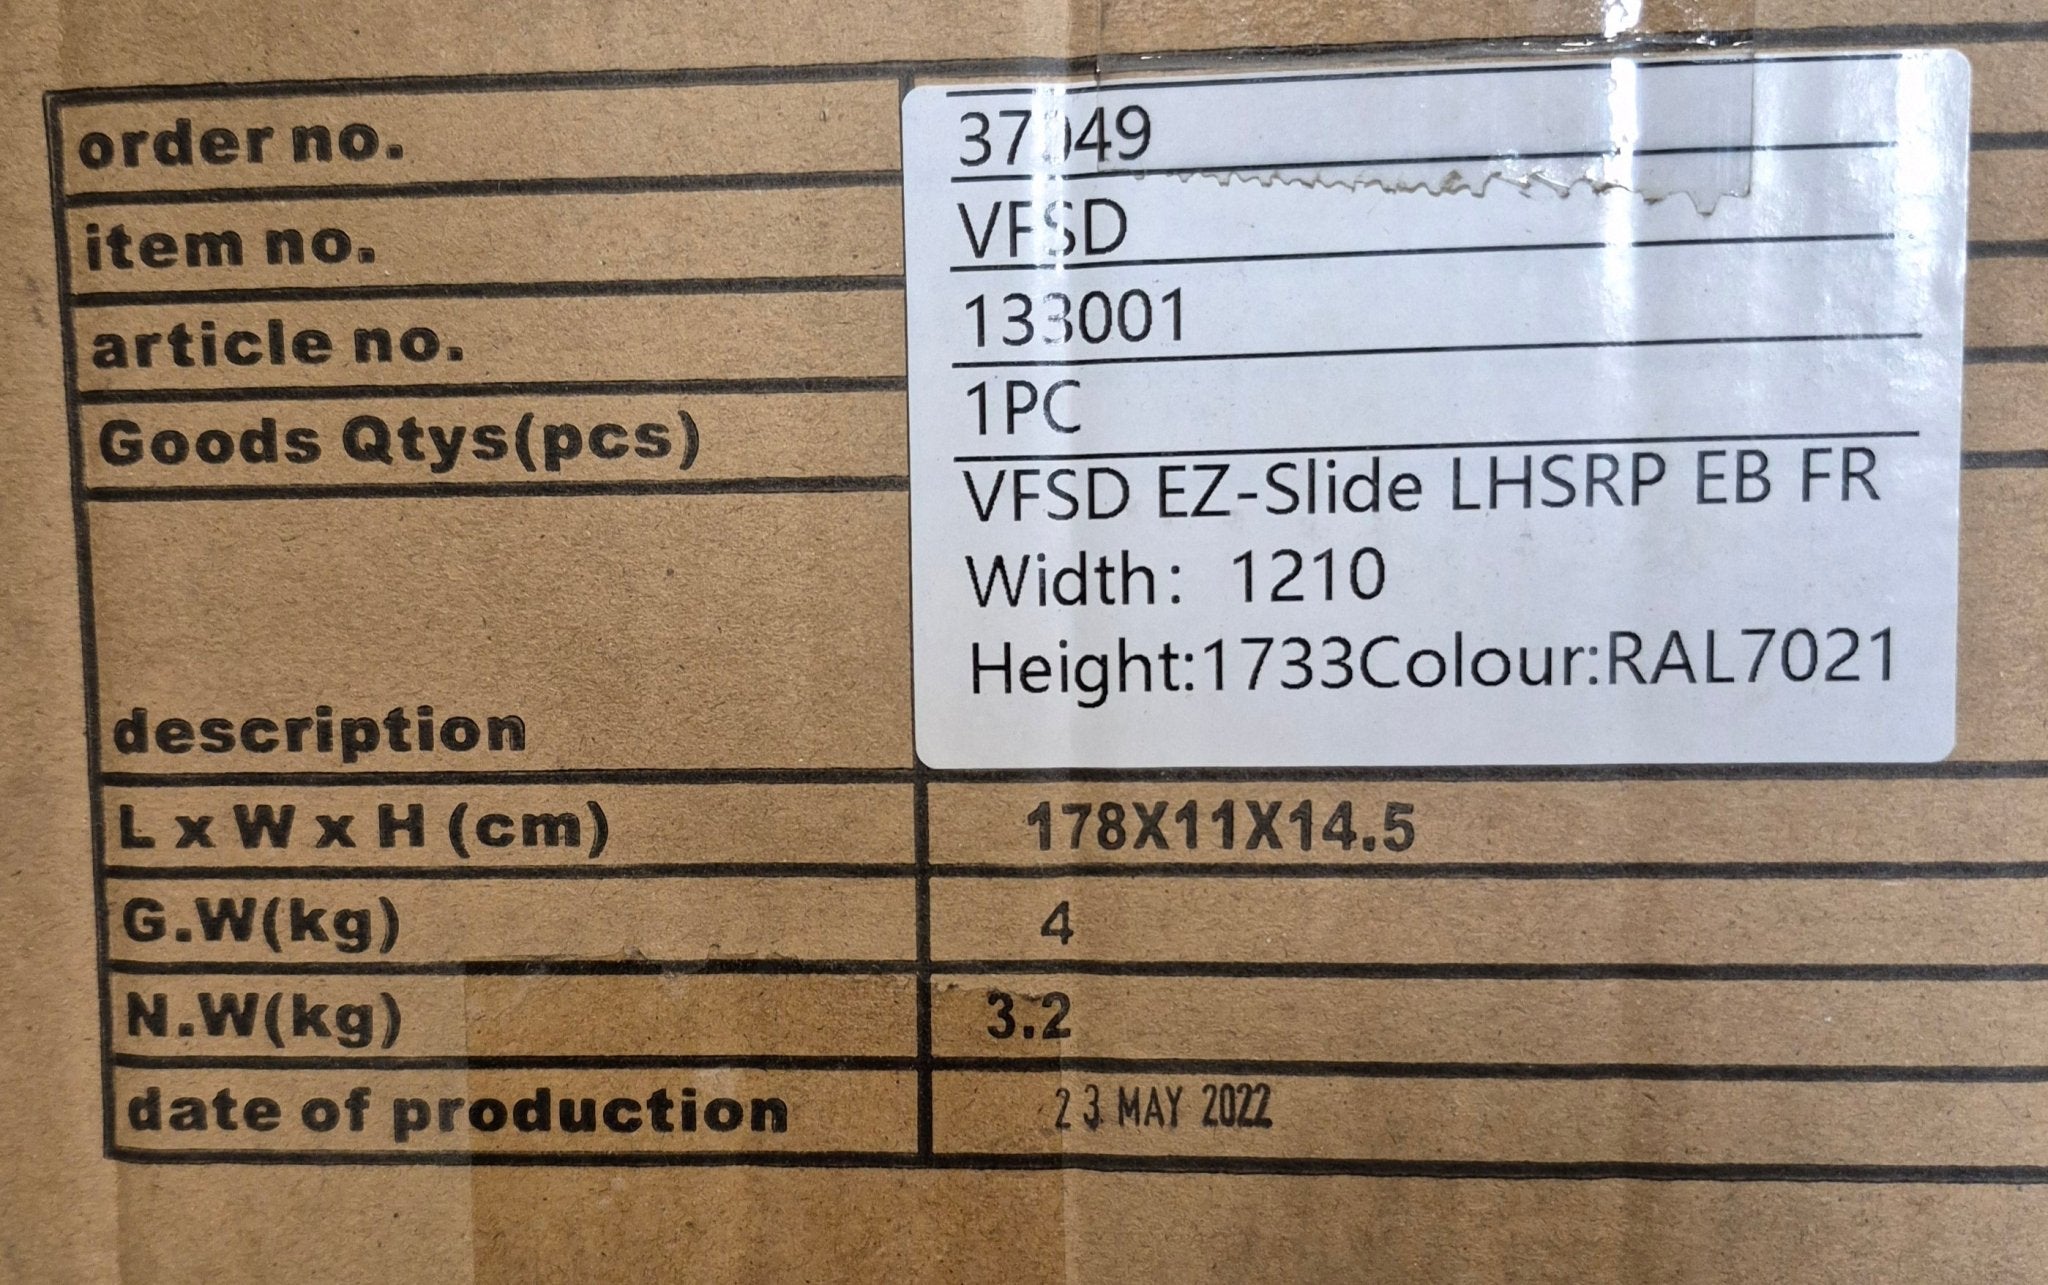 order no. 37049
item no. VFSD
article no. 133001
Goods Qtys(pcs) 1PC
VFSD EZ-Slide LHSRP EB FR
Width: 1210
Height:1733Colour:RAL7021
description
L x W x H (cm) 178X11X14.5
G.W(kg) 4
N.W(kg) 3.2
date of production 23 MAY 2022